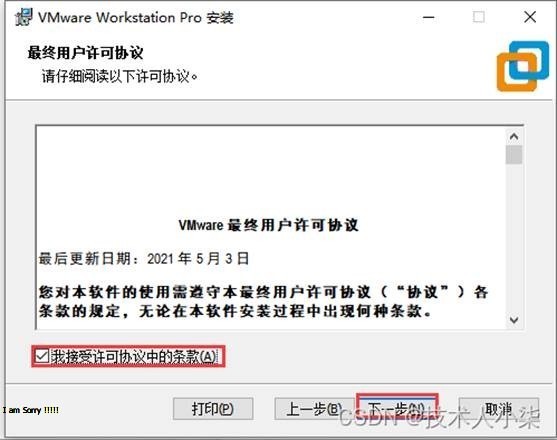 VMware Workstation Pro 安装
最终用户许可协议
请仔细阅读以下许可协议。
VMware 最终用户许可协议
最后更新日期：2021 年 5 月 3 日
您对本软件的使用需遵守本最终用户许可协议（“协议”）各
条款的规定，无论在本软件安装过程中出现何种条款。
我接受许可协议中的条款(A)
I am Sorry !!!!!
打印(P)
上一步(B)
下一步(N)
取消
CSDN @技术人小柒